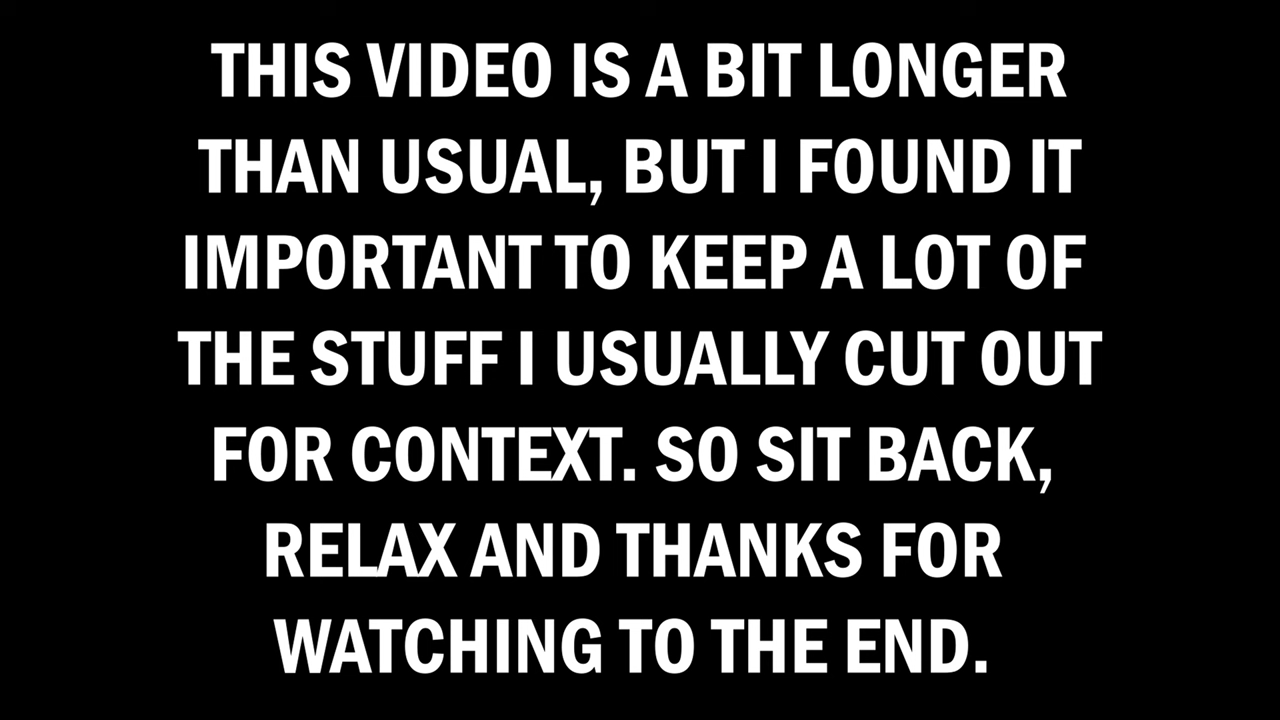 THIS VIDEO IS A BIT LONGER
THAN USUAL, BUT I FOUND IT
IMPORTANT TO KEEP A LOT OF
THE STUFF I USUALLY CUT OUT
FOR CONTEXT. SO SIT BACK,
RELAX AND THANKS FOR
WATCHING TO THE END.